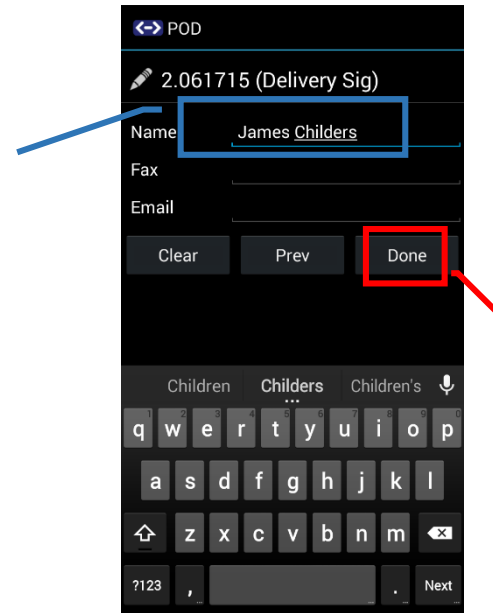 <-> POD
2.061715 (Delivery Sig)
Name James Childers
Fax
Email
Clear Prev Done
Children Childers Children's
1 2 3 4 5 6 7 8 9 0
q w e r t y u i o p
a s d f g h j k l
z x c v b n m
?123 , . Next